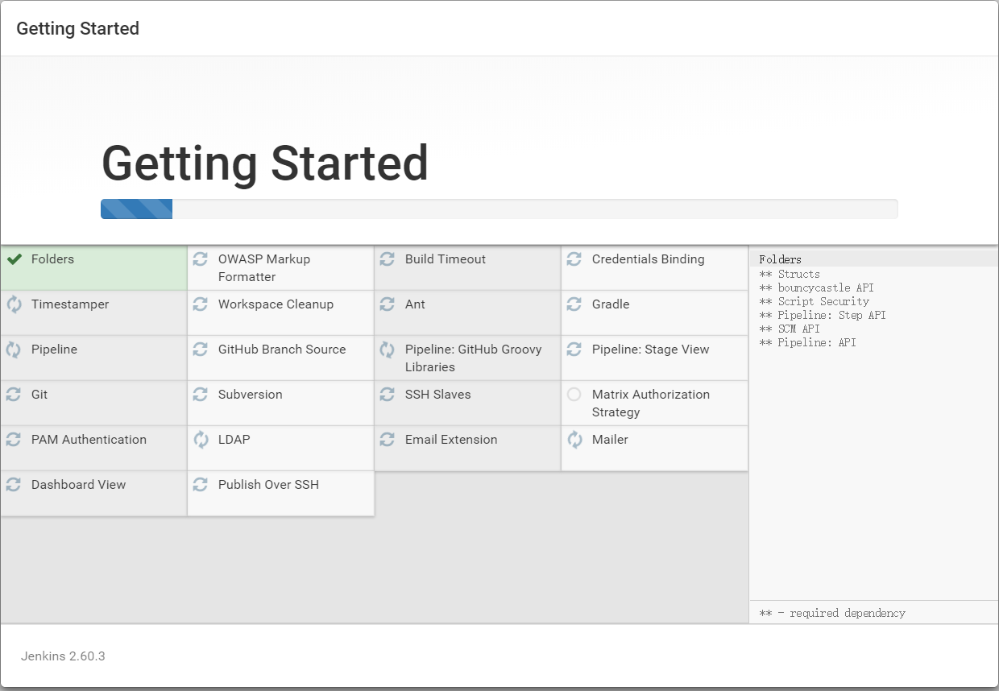 Getting Started
Getting Started
Folders
OWASP Markup
Formatter
Build Timeout
Credentials Binding
Timestamper
Workspace Cleanup
Ant
Gradle
Pipeline
GitHub Branch Source
Pipeline: GitHub Groovy
Libraries
Pipeline: Stage View
Git
Subversion
SSH Slaves
Matrix Authorization
Strategy
PAM Authentication
LDAP
Email Extension
Mailer
Dashboard View
Publish Over SSH
Folders
** Structs
** bouncycastle API
** Script Security
** Pipeline: Step API
** SCM API
** Pipeline: API
** - required dependency
Jenkins 2.60.3